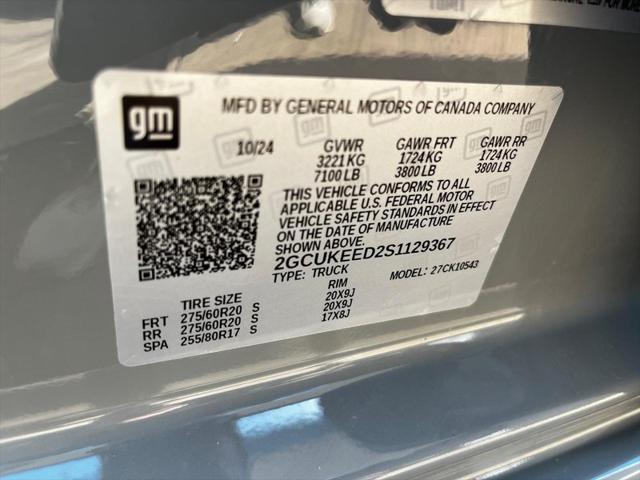 gm
MFD BY GENERAL MOTORS OF CANADA COMPANY
10/24 GVWR GAWR FRT GAWR RR
3221 KG 1724 KG 1724 KG
7100 LB 3800 LB 3800 LB
THIS VEHICLE CONFORMS TO ALL
APPLICABLE U.S. FEDERAL MOTOR
VEHICLE SAFETY STANDARDS IN EFFECT
ON THE DATE OF MANUFACTURE
SHOWN ABOVE.
2GCUKEED2S1129367
TYPE: TRUCK MODEL: 27CK10543
TIRE SIZE RIM
FRT 275/60R20 S 20X9J
RR 275/60R20 S 20X9J
SPA 255/80R17 S 17X8J